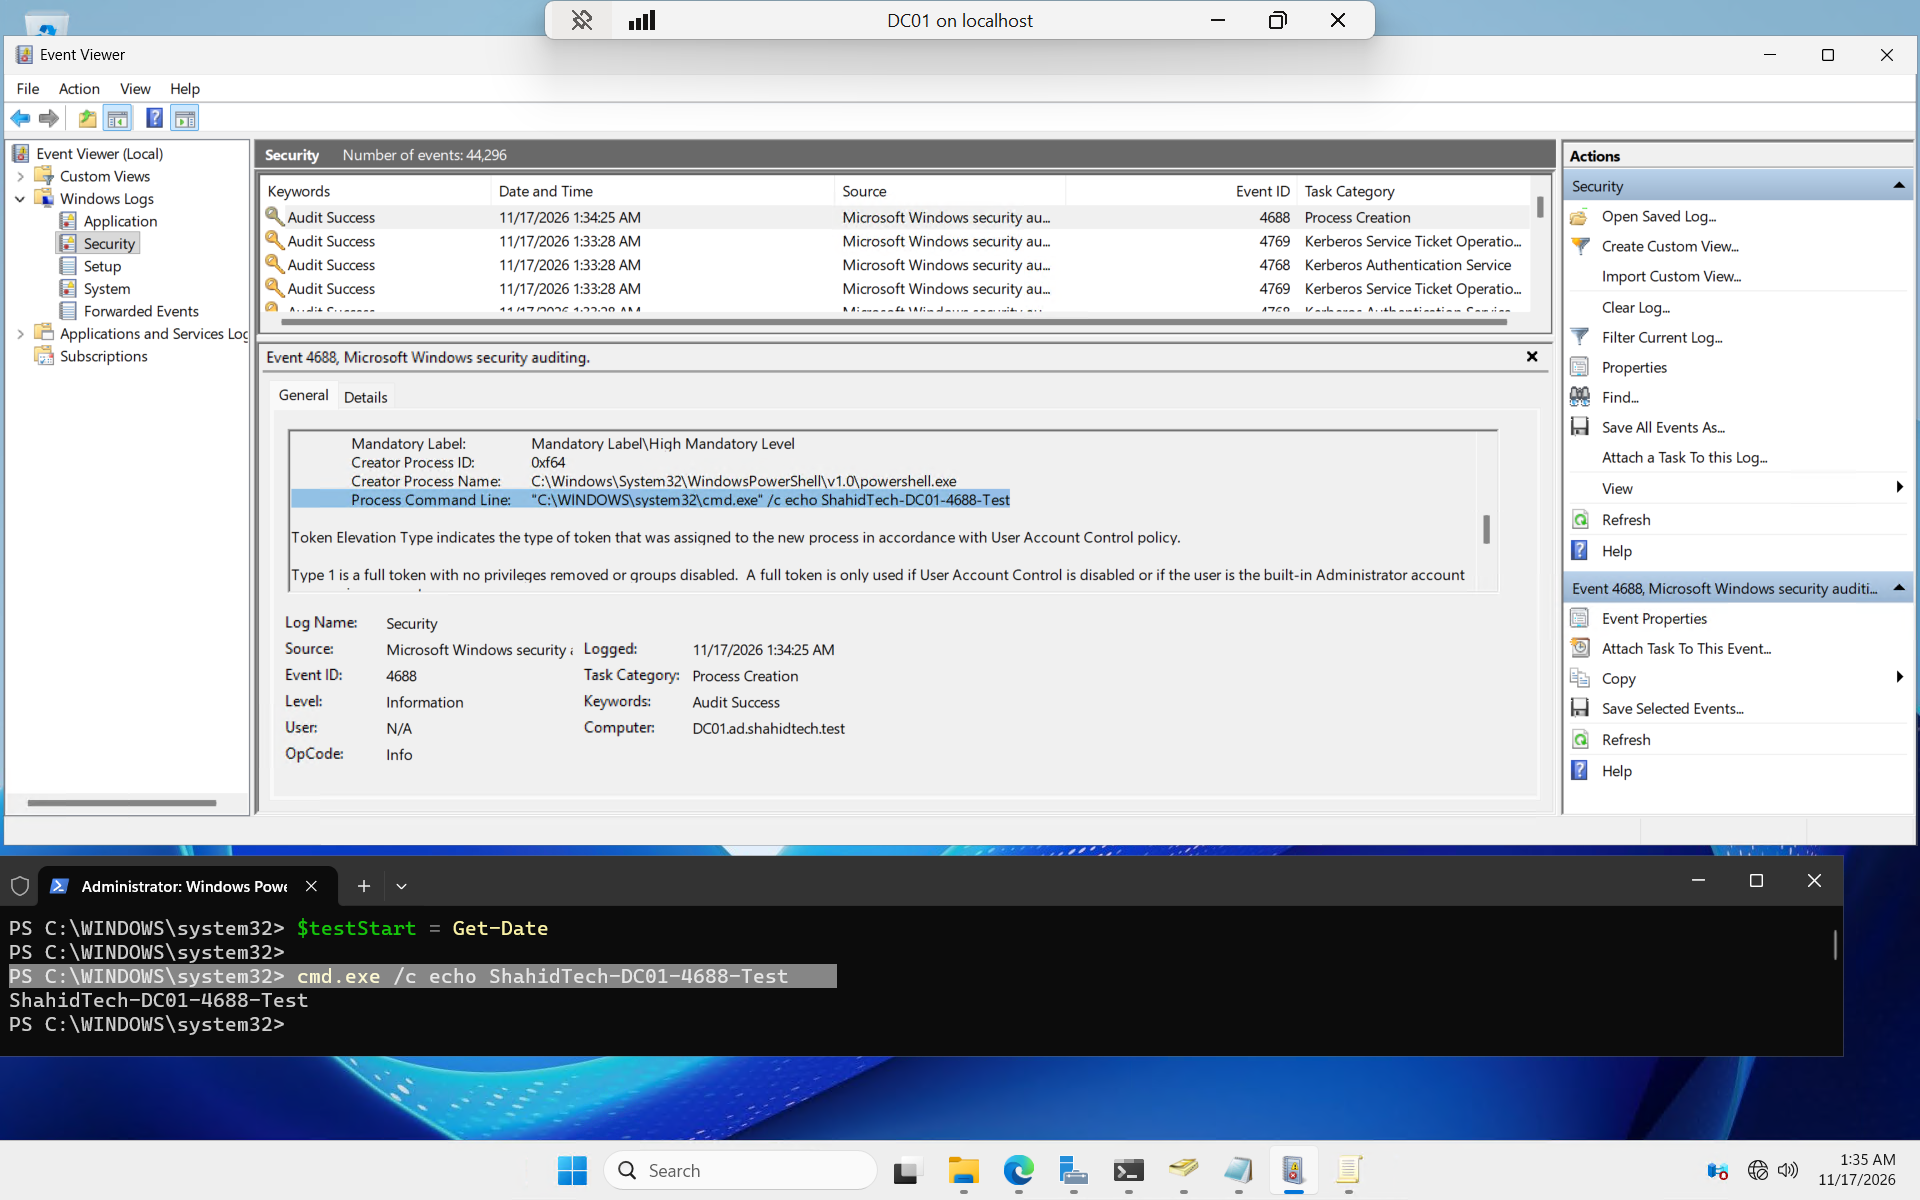 DC01 on localhost
Event Viewer
File Action View Help
Event Viewer (Local)
Custom Views
Windows Logs
Application
Security
Setup
System
Forwarded Events
Applications and Services Log
Subscriptions
Security Number of events: 44,296
Keywords Date and Time Source Event ID Task Category
Audit Success 11/17/2026 1:34:25 AM Microsoft Windows security au... 4688 Process Creation
Audit Success 11/17/2026 1:33:28 AM Microsoft Windows security au... 4769 Kerberos Service Ticket Operatio...
Audit Success 11/17/2026 1:33:28 AM Microsoft Windows security au... 4768 Kerberos Authentication Service
Audit Success 11/17/2026 1:33:28 AM Microsoft Windows security au... 4769 Kerberos Service Ticket Operatio...
Audit Success 11/17/2026 1:33:28 AM Microsoft Windows security au... 4768 Kerberos Authentication Service
Event 4688, Microsoft Windows security auditing.
General Details
Mandatory Label: Mandatory Label\High Mandatory Level
Creator Process ID: 0xf64
Creator Process Name: C:\Windows\System32\WindowsPowerShell\v1.0\powershell.exe
Process Command Line: "C:\WINDOWS\system32\cmd.exe" /c echo ShahidTech-DC01-4688-Test
Token Elevation Type indicates the type of token that was assigned to the new process in accordance with User Account Control policy.
Type 1 is a full token with no privileges removed or groups disabled. A full token is only used if User Account Control is disabled or if the user is the built-in Administrator account
Log Name: Security
Source: Microsoft Windows security Logged: 11/17/2026 1:34:25 AM
Event ID: 4688 Task Category: Process Creation
Level: Information Keywords: Audit Success
User: N/A Computer: DC01.ad.shahidtech.test
OpCode: Info
Actions
Security
Open Saved Log...
Create Custom View...
Import Custom View...
Clear Log...
Filter Current Log...
Properties
Find...
Save All Events As...
Attach a Task To this Log...
View
Refresh
Help
Event 4688, Microsoft Windows security auditi...
Event Properties
Attach Task To This Event...
Copy
Save Selected Events...
Refresh
Help
Administrator: Windows Powe
PS C:\WINDOWS\system32> $testStart = Get-Date
PS C:\WINDOWS\system32>
PS C:\WINDOWS\system32> cmd.exe /c echo ShahidTech-DC01-4688-Test
ShahidTech-DC01-4688-Test
PS C:\WINDOWS\system32>
Search
1:35 AM
11/17/2026